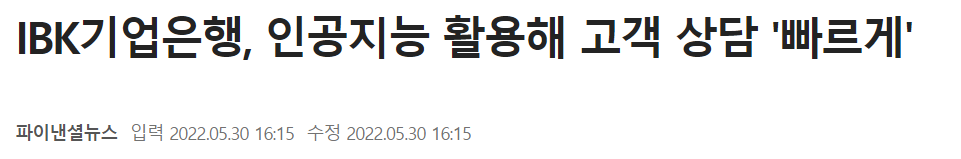 IBK기업은행, 인공지능 활용해 고객 상담 '빠르게'
파이낸셜뉴스 입력 2022.05.30 16:15 수정 2022.05.30 16:15